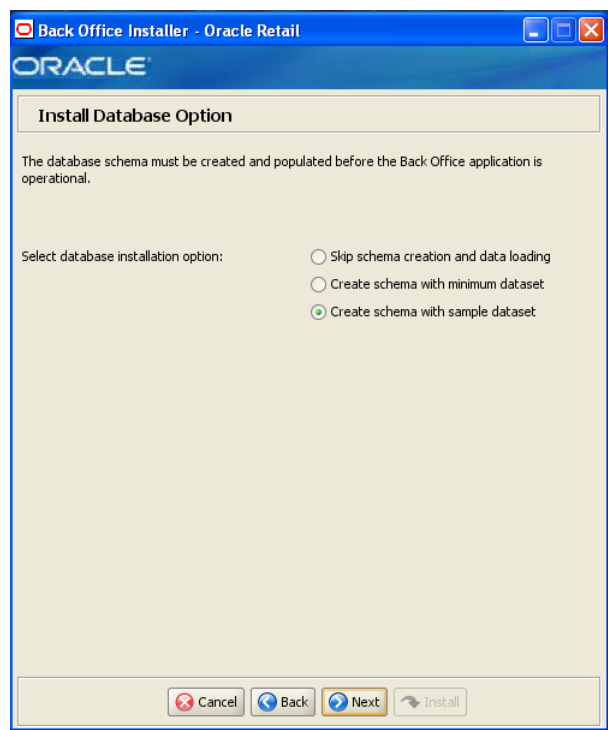 Back Office Installer - Oracle Retail
ORACLE
Install Database Option
The database schema must be created and populated before the Back Office application is
operational.
Select database installation option:
Skip schema creation and data loading
Create schema with minimum dataset
Create schema with sample dataset
Cancel Back Next Install